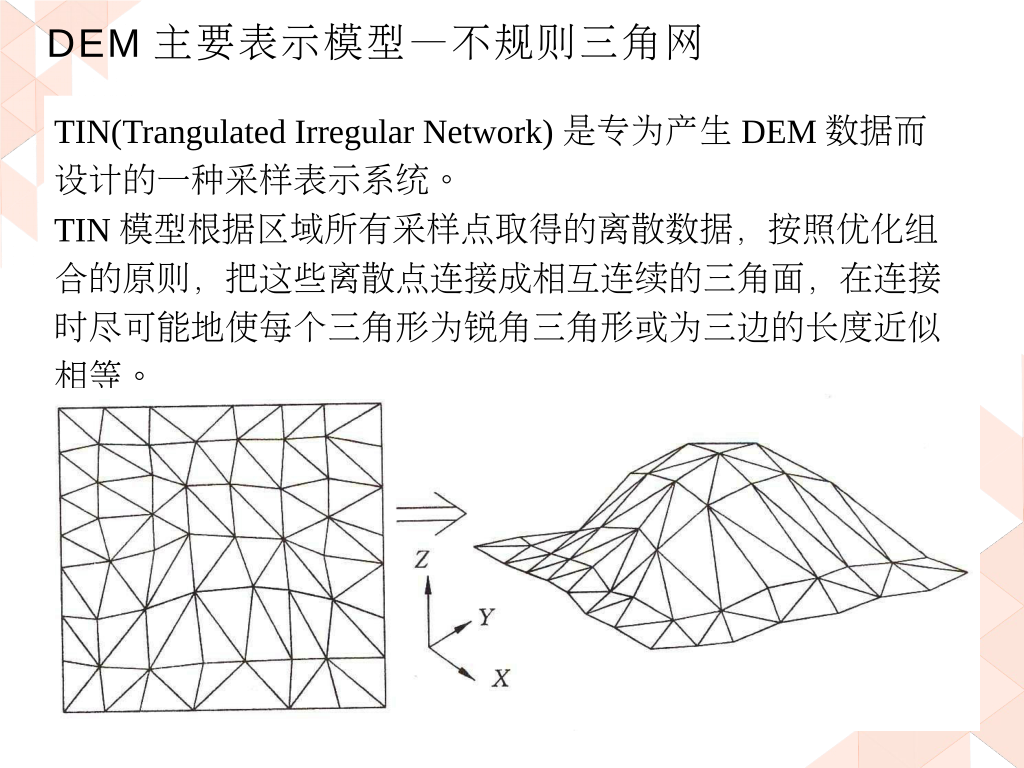 DEM 主要表示模型—不规则三角网
TIN(Trangulated Irregular Network) 是专为产生 DEM 数据而
设计的一种采样表示系统。
TIN 模型根据区域所有采样点取得的离散数据，按照优化组
合的原则，把这些离散点连接成相互连续的三角面，在连接
时尽可能地使每个三角形为锐角三角形或为三边的长度近似
相等。
Z
Y
X